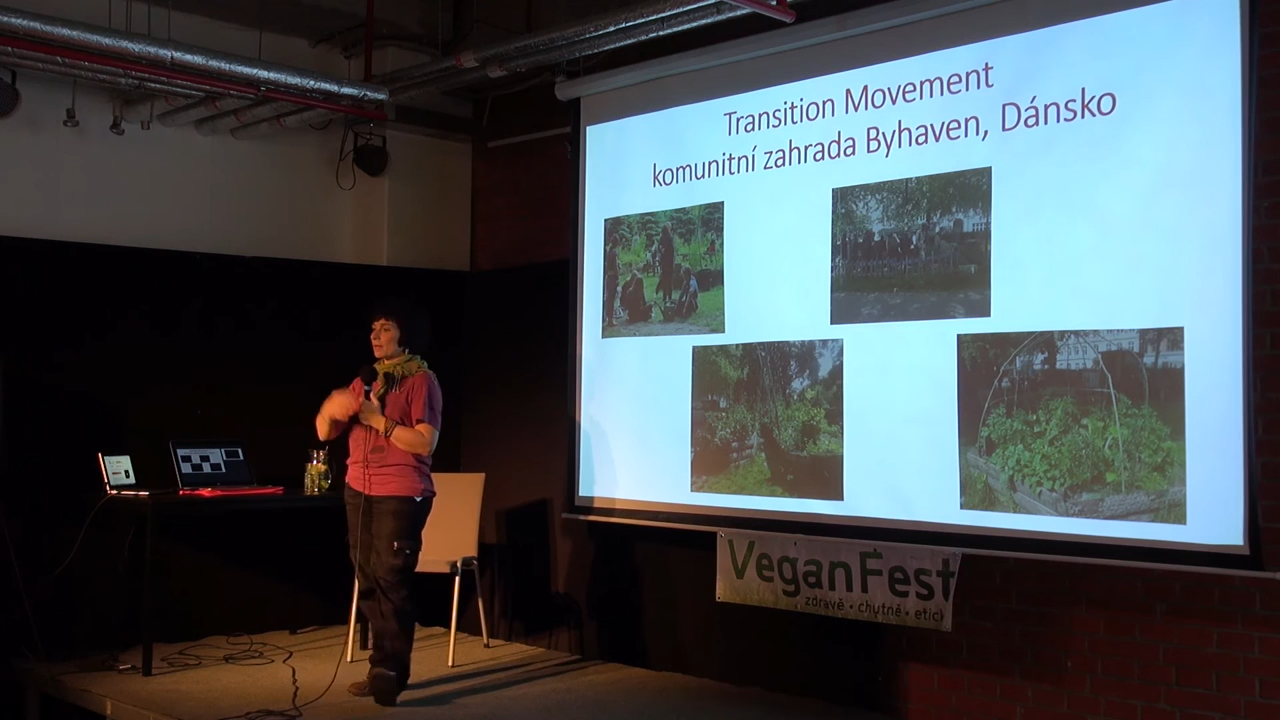 Transition Movement
komunitní zahrada Byhaven, Dánsko
VeganFest
zdravě • chutně • etick